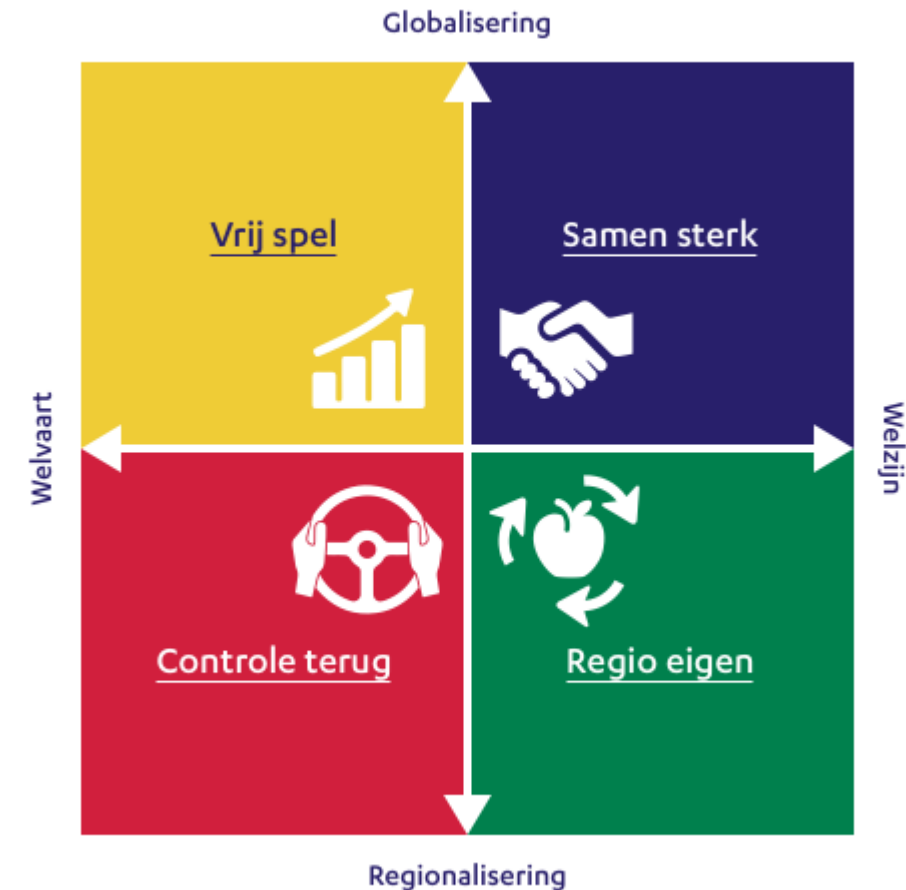 Globalisering
Vrij spel
Samen sterk
Welvaart
Welzijn
Controle terug
Regio eigen
Regionalisering